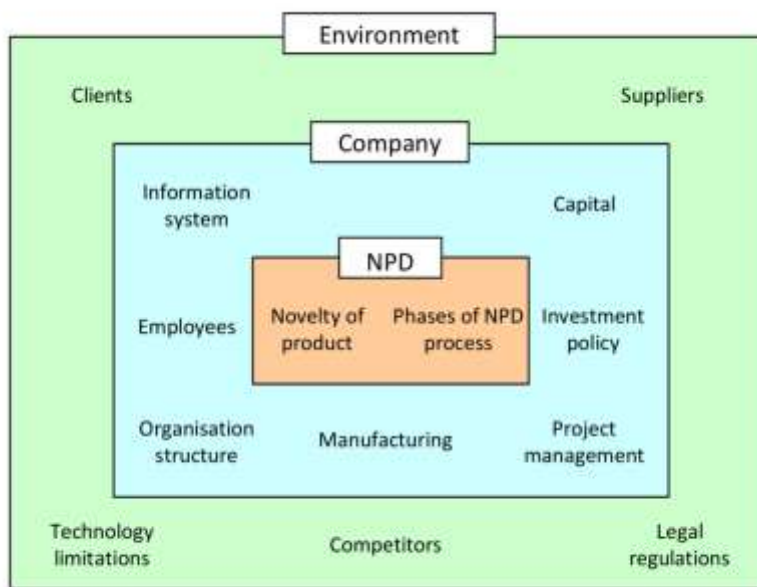 Environment
Clients
Suppliers
Company
Information
system
Capital
NPD
Employees
Novelty of
product
Phases of NPD
process
Investment
policy
Organisation
structure
Manufacturing
Project
management
Technology
limitations
Competitors
Legal
regulations